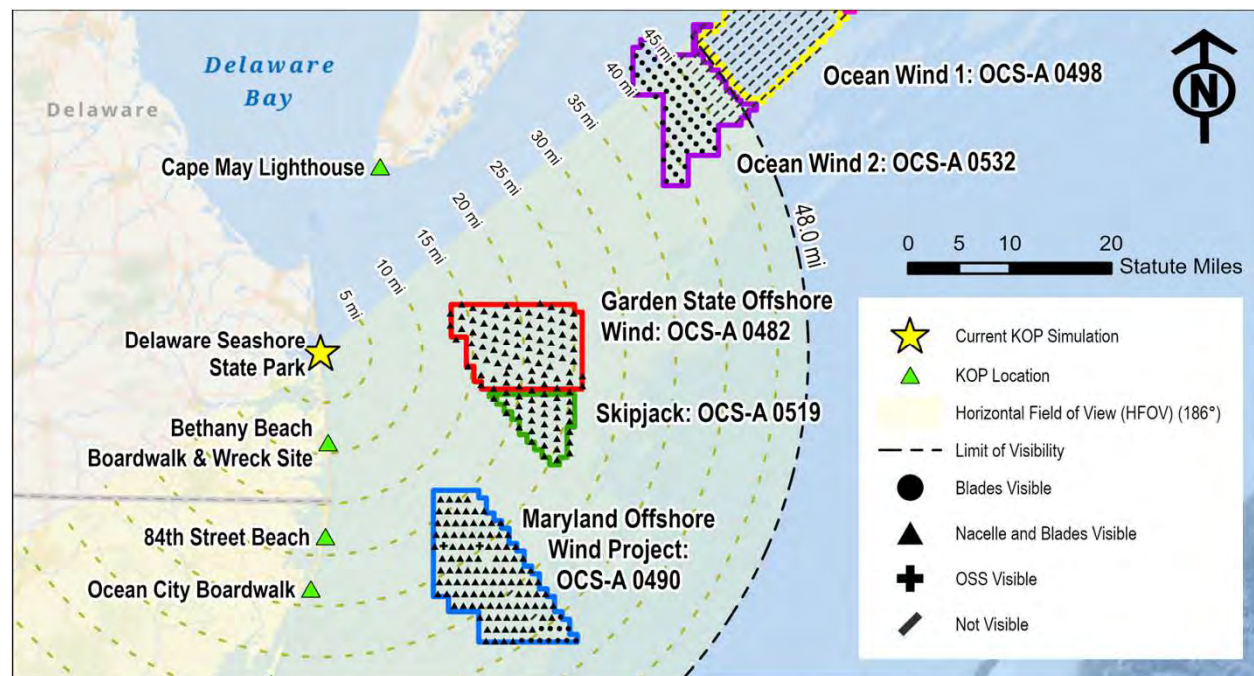 Delaware
Bay
Delaware
Cape May Lighthouse
45 mi
40 mi
35 mi
30 mi
25 mi
20 mi
15 mi
10 mi
5 mi
48.0 mi
Ocean Wind 1: OCS-A 0498
Ocean Wind 2: OCS-A 0532
N
0 5 10 20
Statute Miles
Delaware Seashore
State Park
Garden State Offshore
Wind: OCS-A 0482
Skipjack: OCS-A 0519
Bethany Beach
Boardwalk & Wreck Site
84th Street Beach
Ocean City Boardwalk
Maryland Offshore
Wind Project:
OCS-A 0490
Current KOP Simulation
KOP Location
Horizontal Field of View (HFOV) (186°)
Limit of Visibility
Blades Visible
Nacelle and Blades Visible
OSS Visible
Not Visible